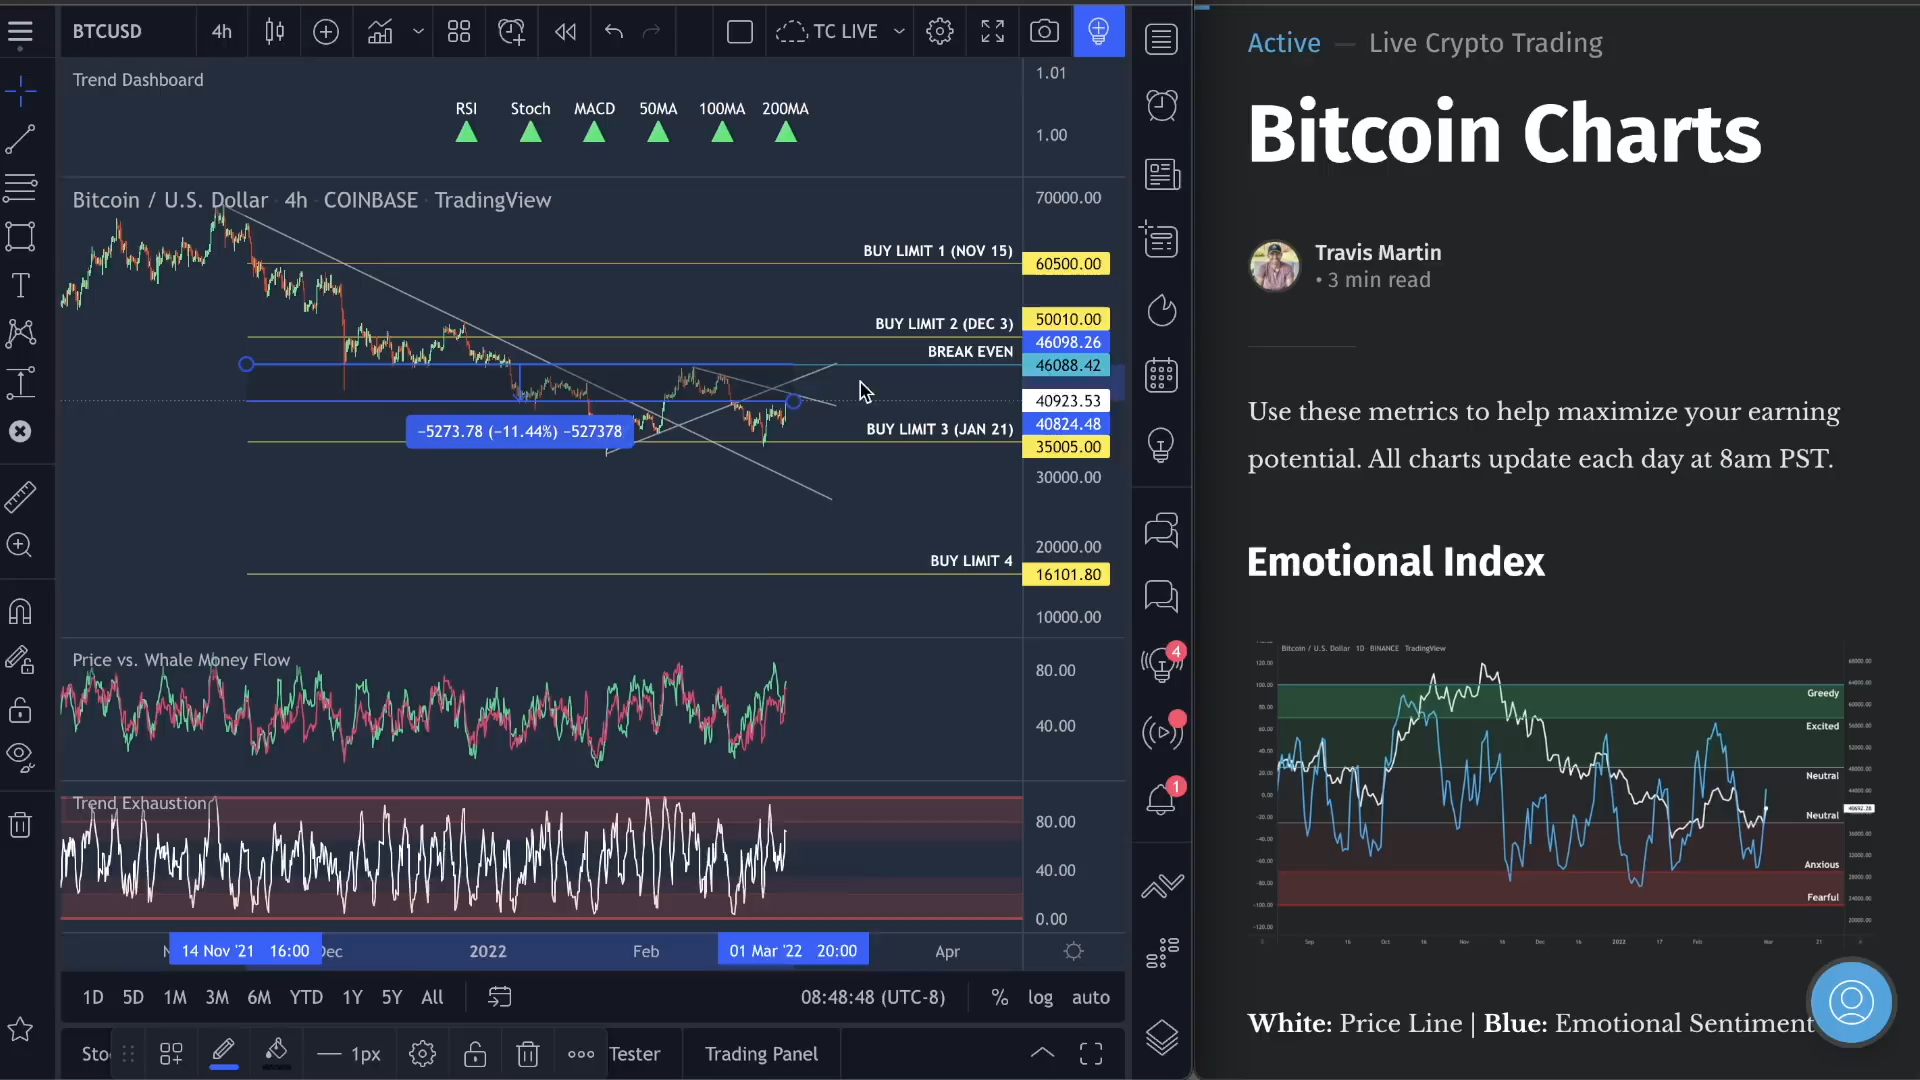 BTCUSD
4h
TC LIVE
Trend Dashboard
1.01
RSI Stoch MACD 50MA 100MA 200MA
1.00
Bitcoin / U.S. Dollar · 4h · COINBASE · TradingView
70000.00
BUY LIMIT 1 (NOV 15)
60500.00
BUY LIMIT 2 (DEC 3)
50010.00
46098.26
BREAK EVEN
46088.42
40923.53
−5273.78 (−11.44%) −527378
BUY LIMIT 3 (JAN 21)
40824.48
35005.00
30000.00
20000.00
BUY LIMIT 4
16101.80
10000.00
Price vs. Whale Money Flow
80.00
40.00
Trend Exhaustion
80.00
40.00
0.00
14 Nov '21 16:00
2022
Feb
01 Mar '22 20:00
Apr
1D 5D 1M 3M 6M YTD 1Y 5Y All
08:48:48 (UTC-8)
% log auto
1px
Tester
Trading Panel
4
1
Active — Live Crypto Trading
Bitcoin Charts
Travis Martin
• 3 min read
Use these metrics to help maximize your earning
potential. All charts update each day at 8am PST.
Emotional Index
Bitcoin / U.S. Dollar 1D BINANCE TradingView
Greedy
Excited
Neutral
Neutral
Anxious
Fearful
White: Price Line | Blue: Emotional Sentiment